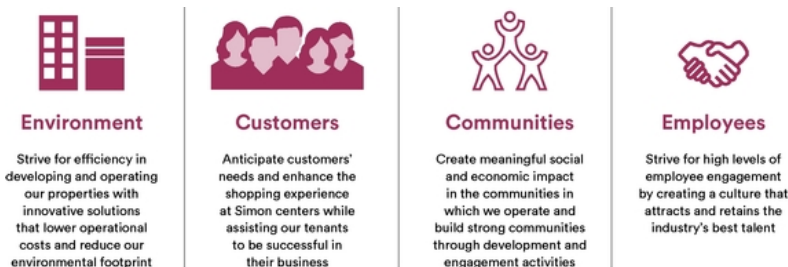 Environment
Strive for efficiency in
developing and operating
our properties with
innovative solutions
that lower operational
costs and reduce our
environmental footprint
Customers
Anticipate customers'
needs and enhance the
shopping experience
at Simon centers while
assisting our tenants
to be successful in
their business
Communities
Create meaningful social
and economic impact
in the communities in
which we operate and
build strong communities
through development and
engagement activities
Employees
Strive for high levels of
employee engagement
by creating a culture that
attracts and retains the
industry's best talent